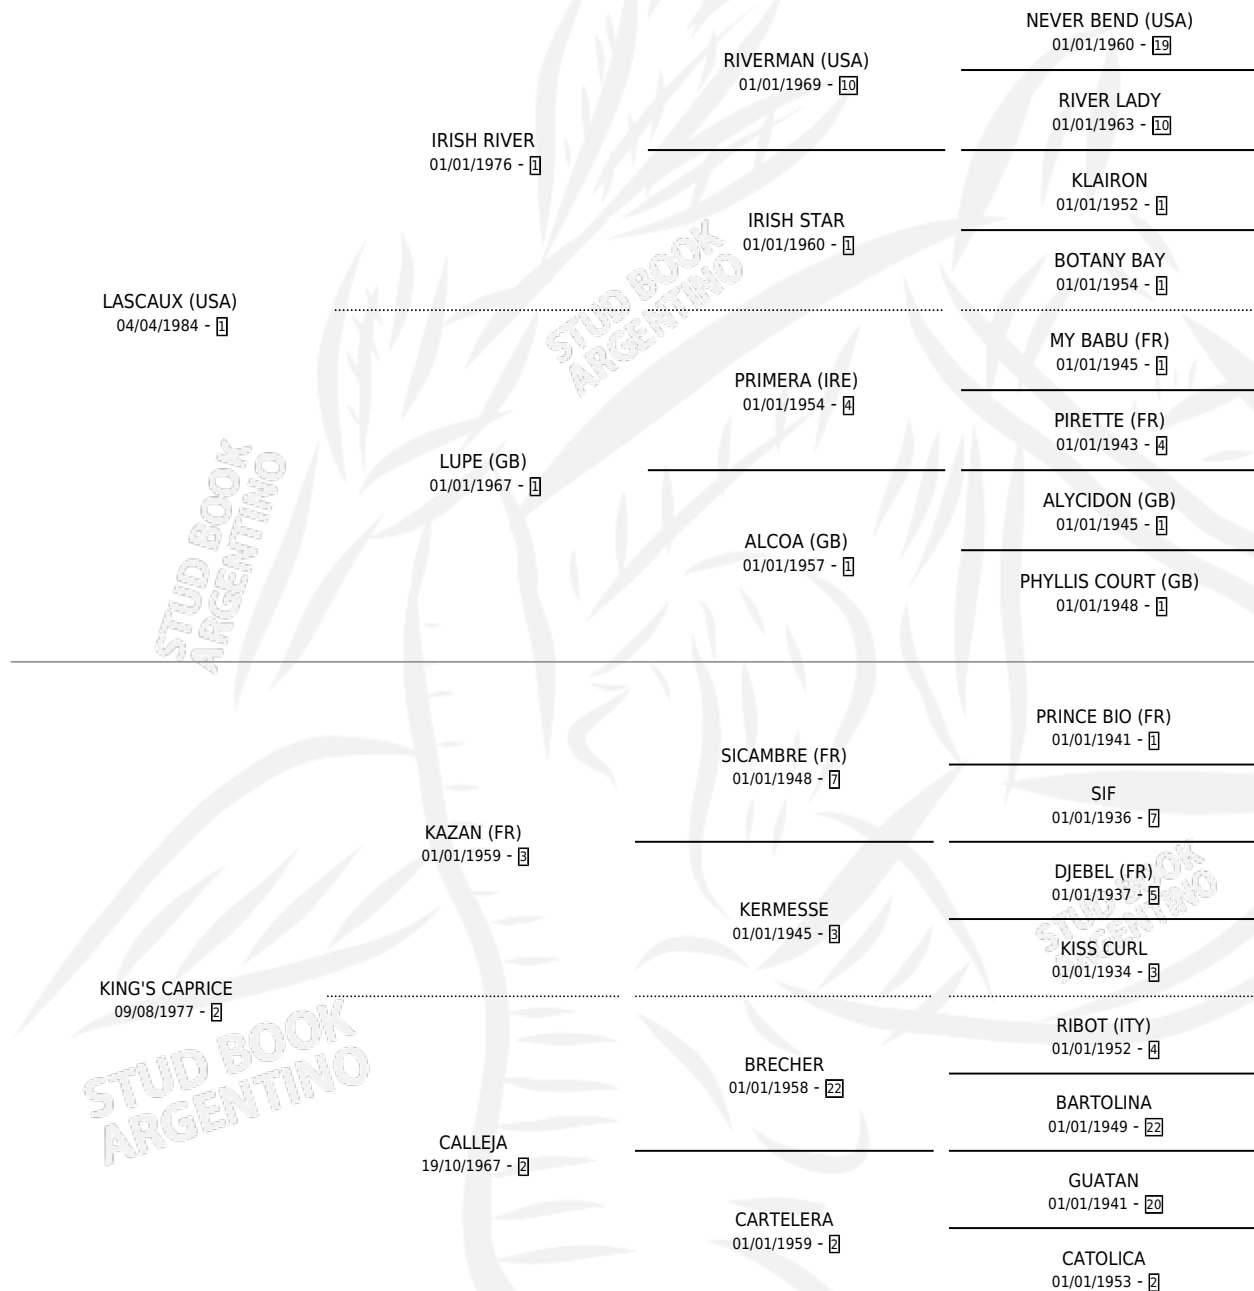 NEVER BEND (USA)
01/01/1960 - 19
RIVERMAN (USA)
01/01/1969 - 10
RIVER LADY
01/01/1963 - 10
IRISH RIVER
01/01/1976 - 1
KLAIRON
01/01/1952 - 1
IRISH STAR
01/01/1960 - 1
BOTANY BAY
01/01/1954 - 1
LASCAUX (USA)
04/04/1984 - 1
MY BABU (FR)
01/01/1945 - 1
PRIMERA (IRE)
01/01/1954 - 4
PIRETTE (FR)
01/01/1943 - 4
LUPE (GB)
01/01/1967 - 1
ALYCIDON (GB)
01/01/1945 - 1
ALCOA (GB)
01/01/1957 - 1
PHYLLIS COURT (GB)
01/01/1948 - 1
PRINCE BIO (FR)
01/01/1941 - 1
SICAMBRE (FR)
01/01/1948 - 7
SIF
01/01/1936 - 7
KAZAN (FR)
01/01/1959 - 3
DJEBEL (FR)
01/01/1937 - 5
KERMESSE
01/01/1945 - 3
KISS CURL
01/01/1934 - 3
KING'S CAPRICE
09/08/1977 - 2
RIBOT (ITY)
01/01/1952 - 4
BRECHER
01/01/1958 - 22
BARTOLINA
01/01/1949 - 22
CALLEJA
19/10/1967 - 2
GUATAN
01/01/1941 - 20
CARTELERA
01/01/1959 - 2
CATOLICA
01/01/1953 - 2
STUD BOOK
ARGENTINO
STUD BOOK
ARGENTINO
STUD BOOK
ARGENTINO
STUD BOOK
ARGENTINO